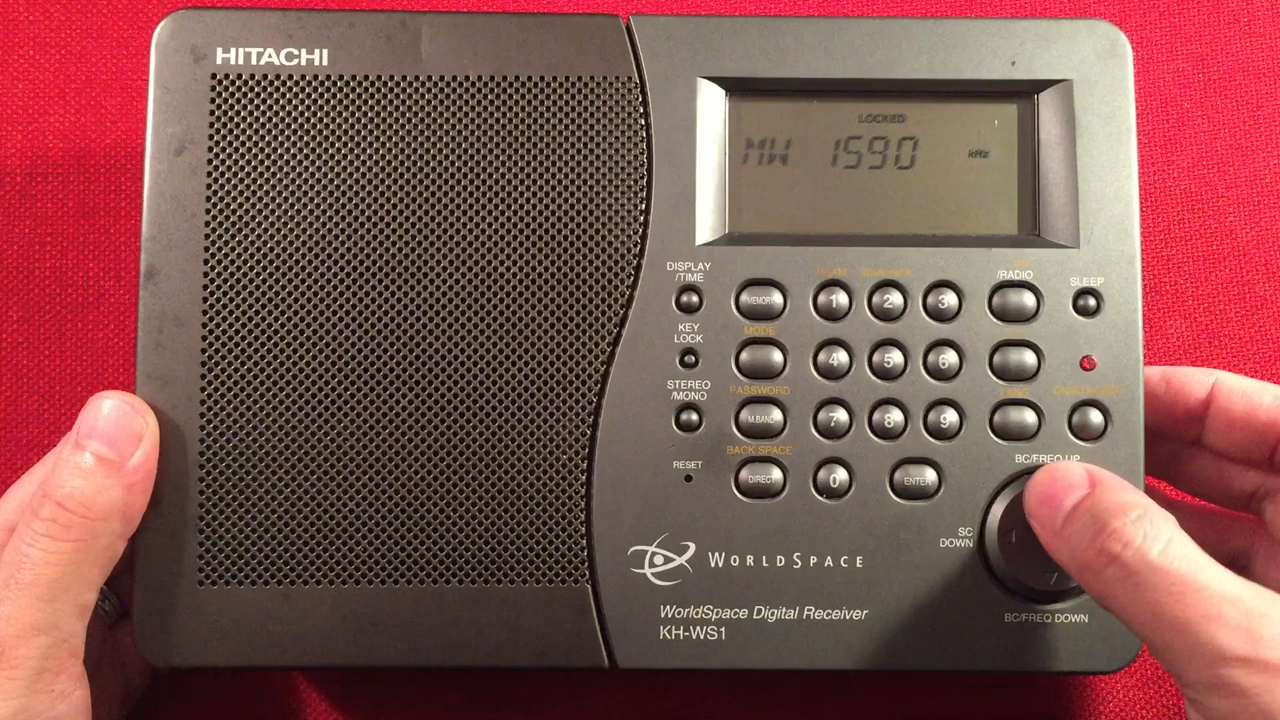 HITACHI
LOCKED
MW 1590 kHz
DISPLAY
/TIME
MEMORY
1
2
3
/RADIO
SLEEP
KEY
LOCK
MODE
4
5
6
STEREO
/MONO
PASSWORD
M.BAND
7
8
9
RESET
BACK SPACE
DIRECT
0
ENTER
BC/FREQ UP
SC
DOWN
BC/FREQ DOWN
WORLDSPACE
WorldSpace Digital Receiver
KH-WS1